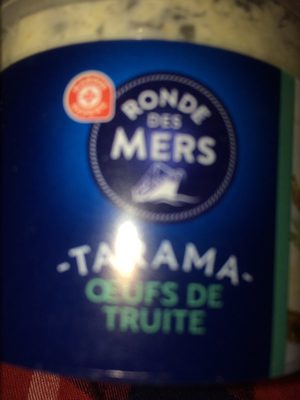 RONDE
DES
MERS
-TARAMA-
ŒUFS DE
TRUITE